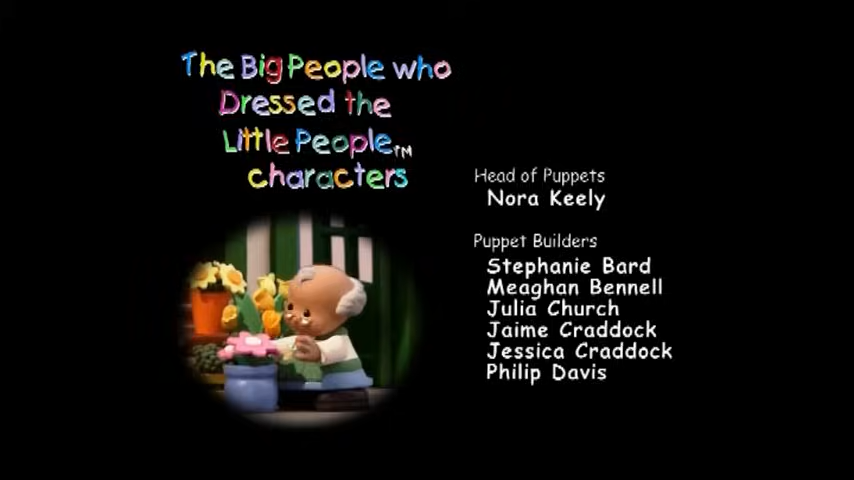 The Big People who
Dressed the
Little People™
characters
Head of Puppets
Nora Keely
Puppet Builders
Stephanie Bard
Meaghan Bennell
Julia Church
Jaime Craddock
Jessica Craddock
Philip Davis